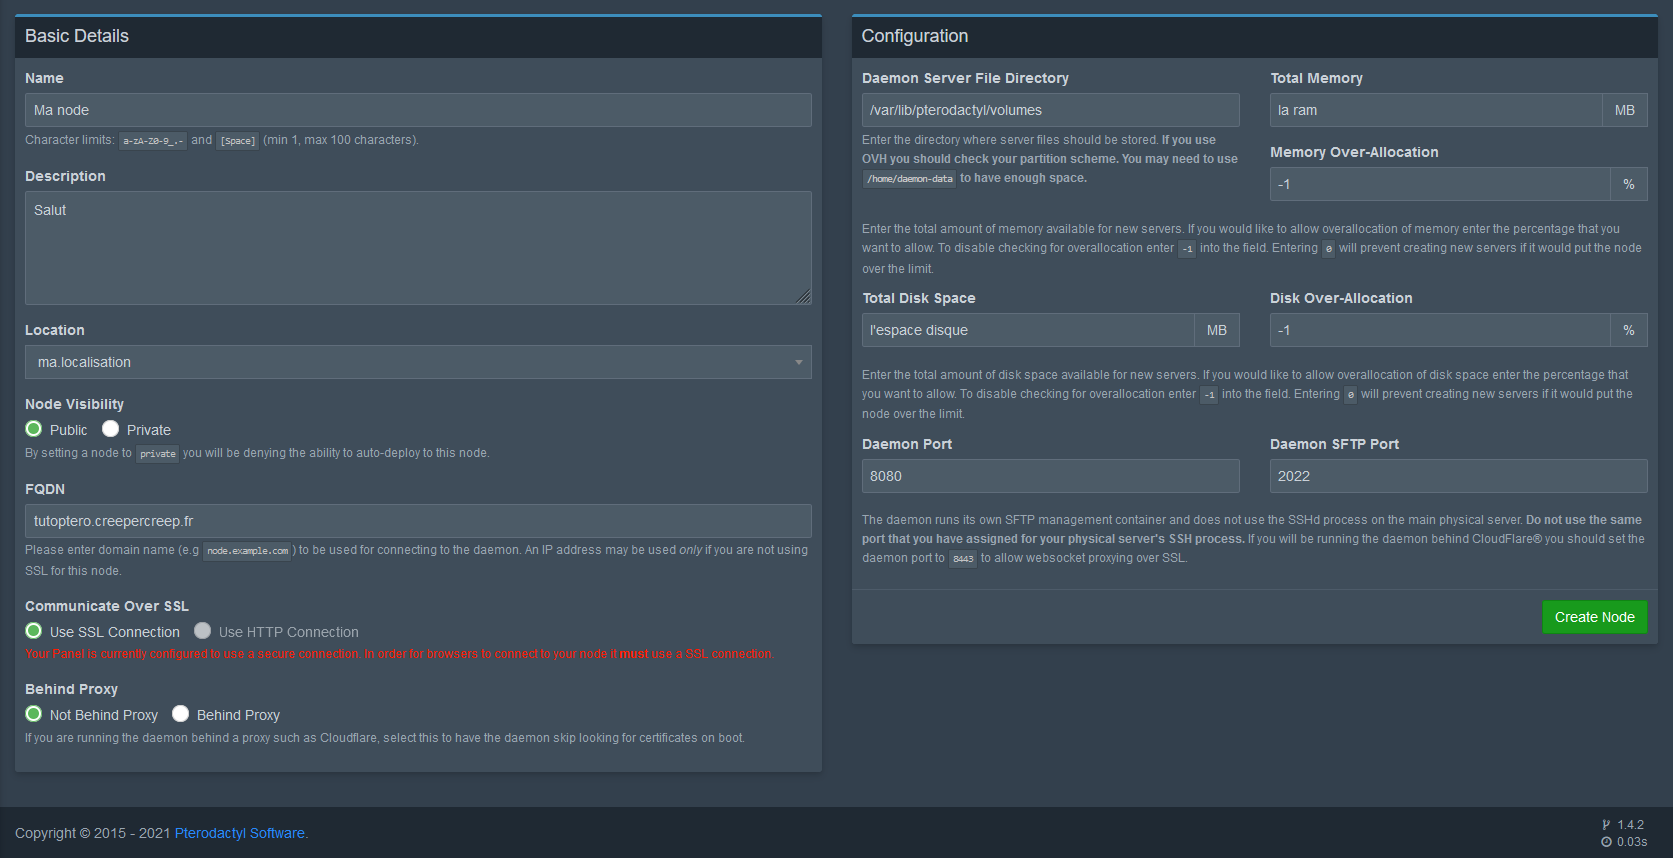 Basic Details
Name
Ma node
Character limits: a-zA-Z0-9_.- and [Space] (min 1, max 100 characters).
Description
Salut
Location
ma.localisation
Node Visibility
Public Private
By setting a node to private you will be denying the ability to auto-deploy to this node.
FQDN
tutoptero.creepercreep.fr
Please enter domain name (e.g node.example.com) to be used for connecting to the daemon. An IP address may be used only if you are not using
SSL for this node.
Communicate Over SSL
Use SSL Connection Use HTTP Connection
Your Panel is currently configured to use a secure connection. In order for browsers to connect to your node it must use a SSL connection.
Behind Proxy
Not Behind Proxy Behind Proxy
If you are running the daemon behind a proxy such as Cloudflare, select this to have the daemon skip looking for certificates on boot.
Configuration
Daemon Server File Directory
/var/lib/pterodactyl/volumes
Enter the directory where server files should be stored. If you use
OVH you should check your partition scheme. You may need to use
/home/daemon-data to have enough space.
Total Memory
la ram MB
Memory Over-Allocation
-1 %
Enter the total amount of memory available for new servers. If you would like to allow overallocation of memory enter the percentage that you
want to allow. To disable checking for overallocation enter -1 into the field. Entering 0 will prevent creating new servers if it would put the node
over the limit.
Total Disk Space
l'espace disque MB
Disk Over-Allocation
-1 %
Enter the total amount of disk space available for new servers. If you would like to allow overallocation of disk space enter the percentage that
you want to allow. To disable checking for overallocation enter -1 into the field. Entering 0 will prevent creating new servers if it would put the
node over the limit.
Daemon Port
8080
Daemon SFTP Port
2022
The daemon runs its own SFTP management container and does not use the SSHd process on the main physical server. Do not use the same
port that you have assigned for your physical server's SSH process. If you will be running the daemon behind CloudFlare® you should set the
daemon port to 8443 to allow websocket proxying over SSL.
Create Node
Copyright © 2015 - 2021 Pterodactyl Software.
1.4.2
0.03s